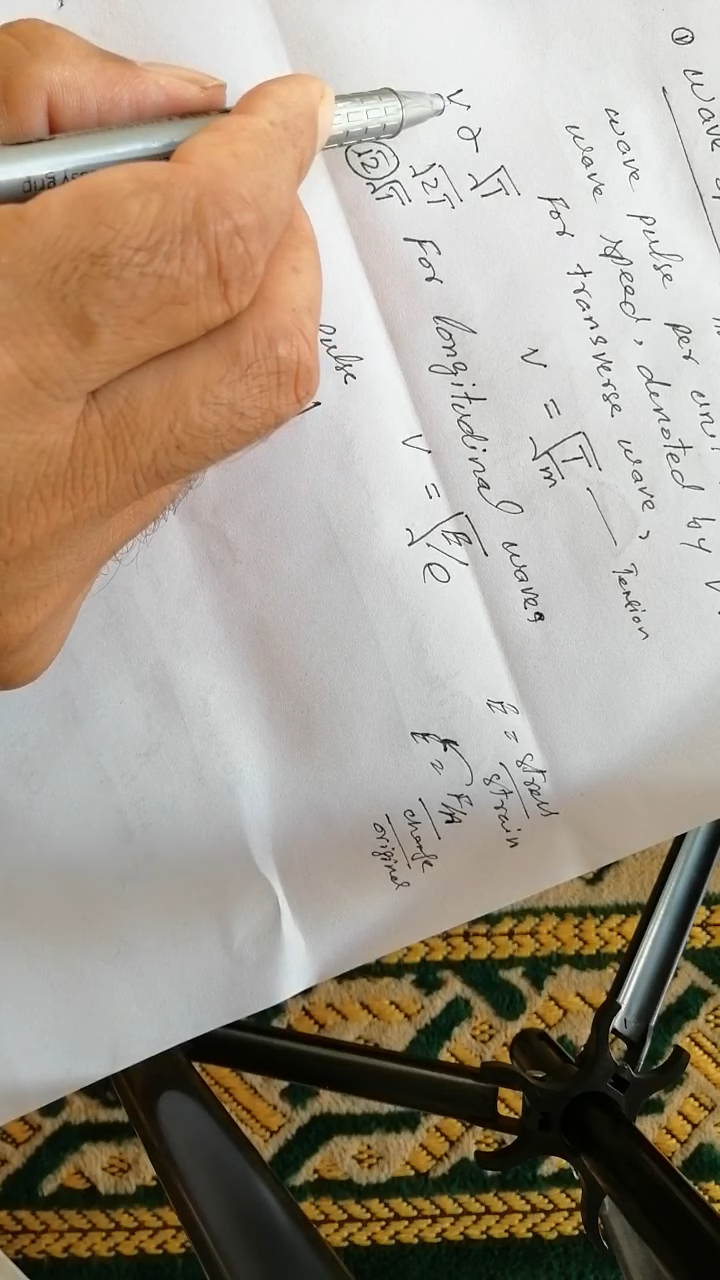 ① wave
wave pulse per
wave speed, denoted by V.
For transverse wave,
V = √T/m — Tension
V α √T
√2T
√2 √T
For longitudinal waves
V = √E/e
E = stress/strain
E = F/A / change/original
pulse
easygrip